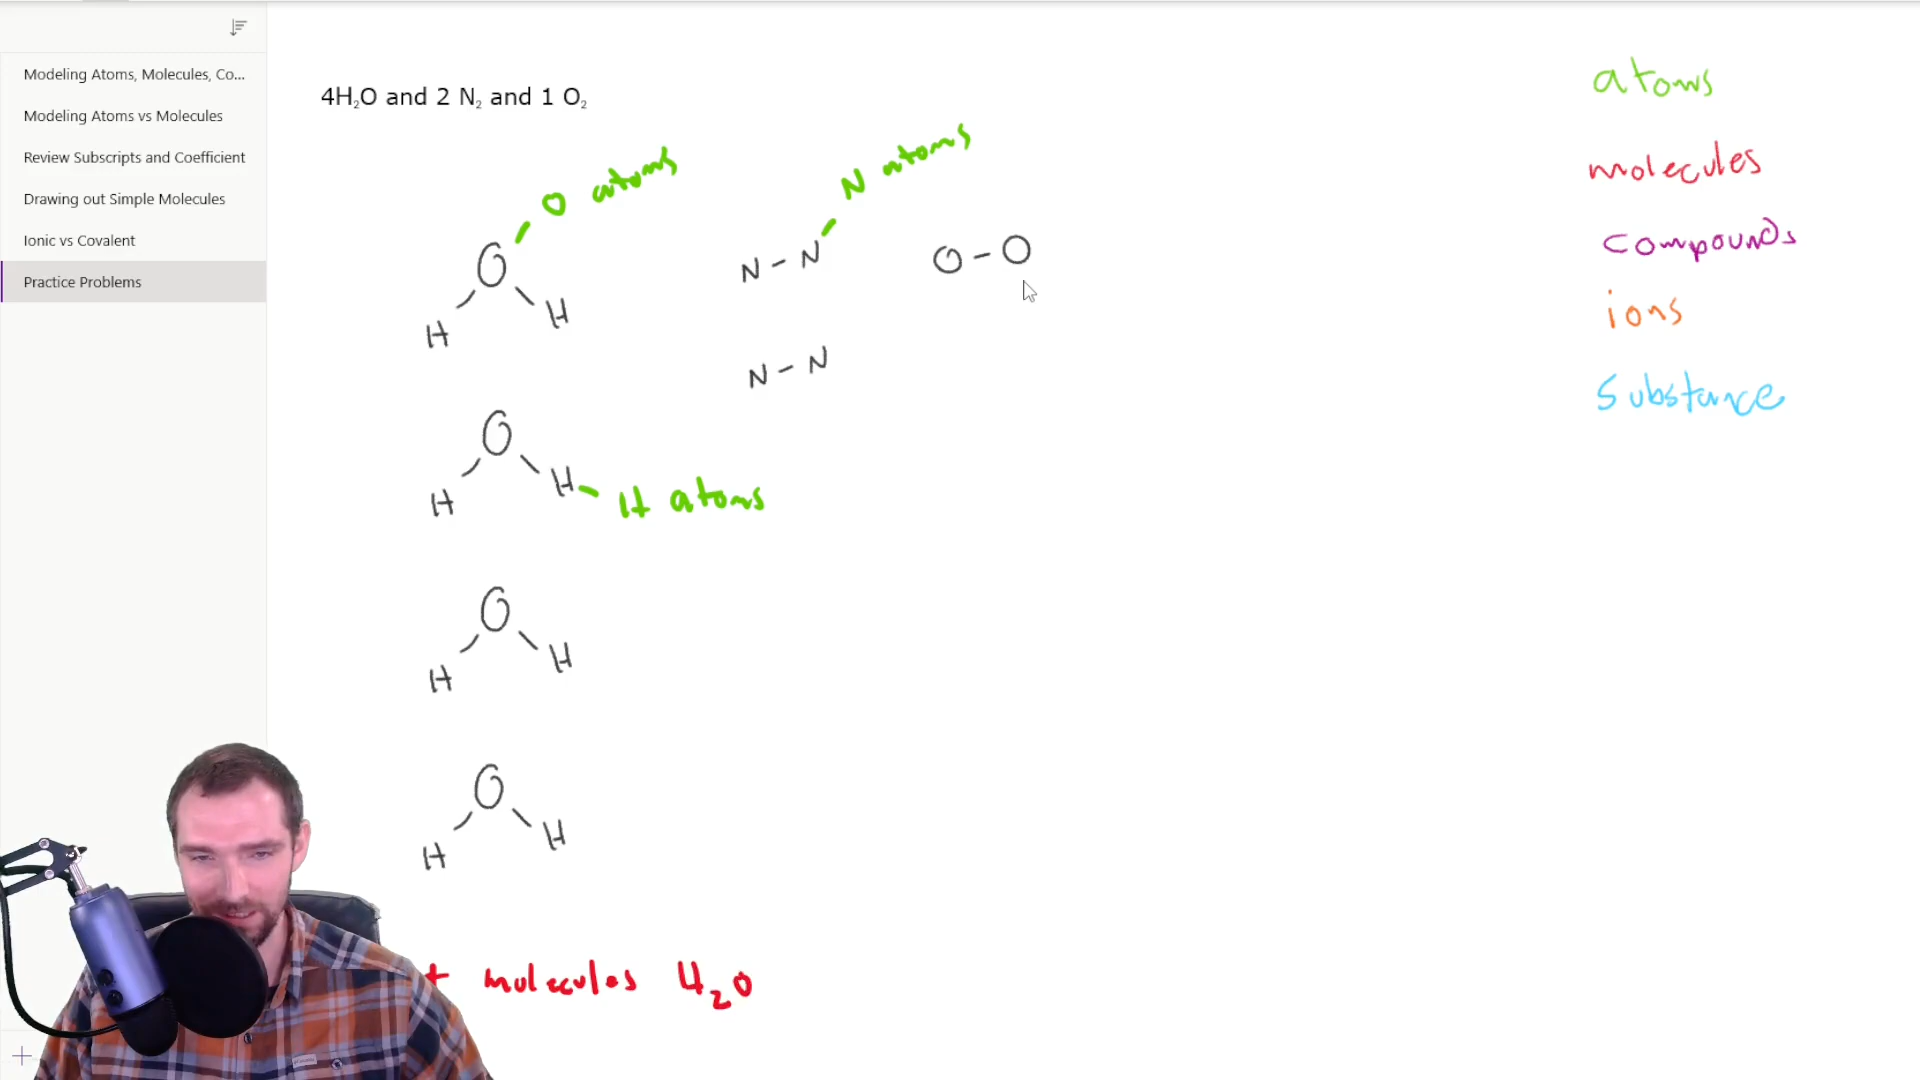 Modeling Atoms, Molecules, Co...
Modeling Atoms vs Molecules
Review Subscripts and Coefficient
Drawing out Simple Molecules
Ionic vs Covalent
Practice Problems
4H₂O and 2 N₂ and 1 O₂
atoms
molecules
compounds
ions
substance
O atoms
N atoms
O
H H
N - N
O - O
N - N
O
H H
H atoms
O
H H
O
H H
molecules H₂O